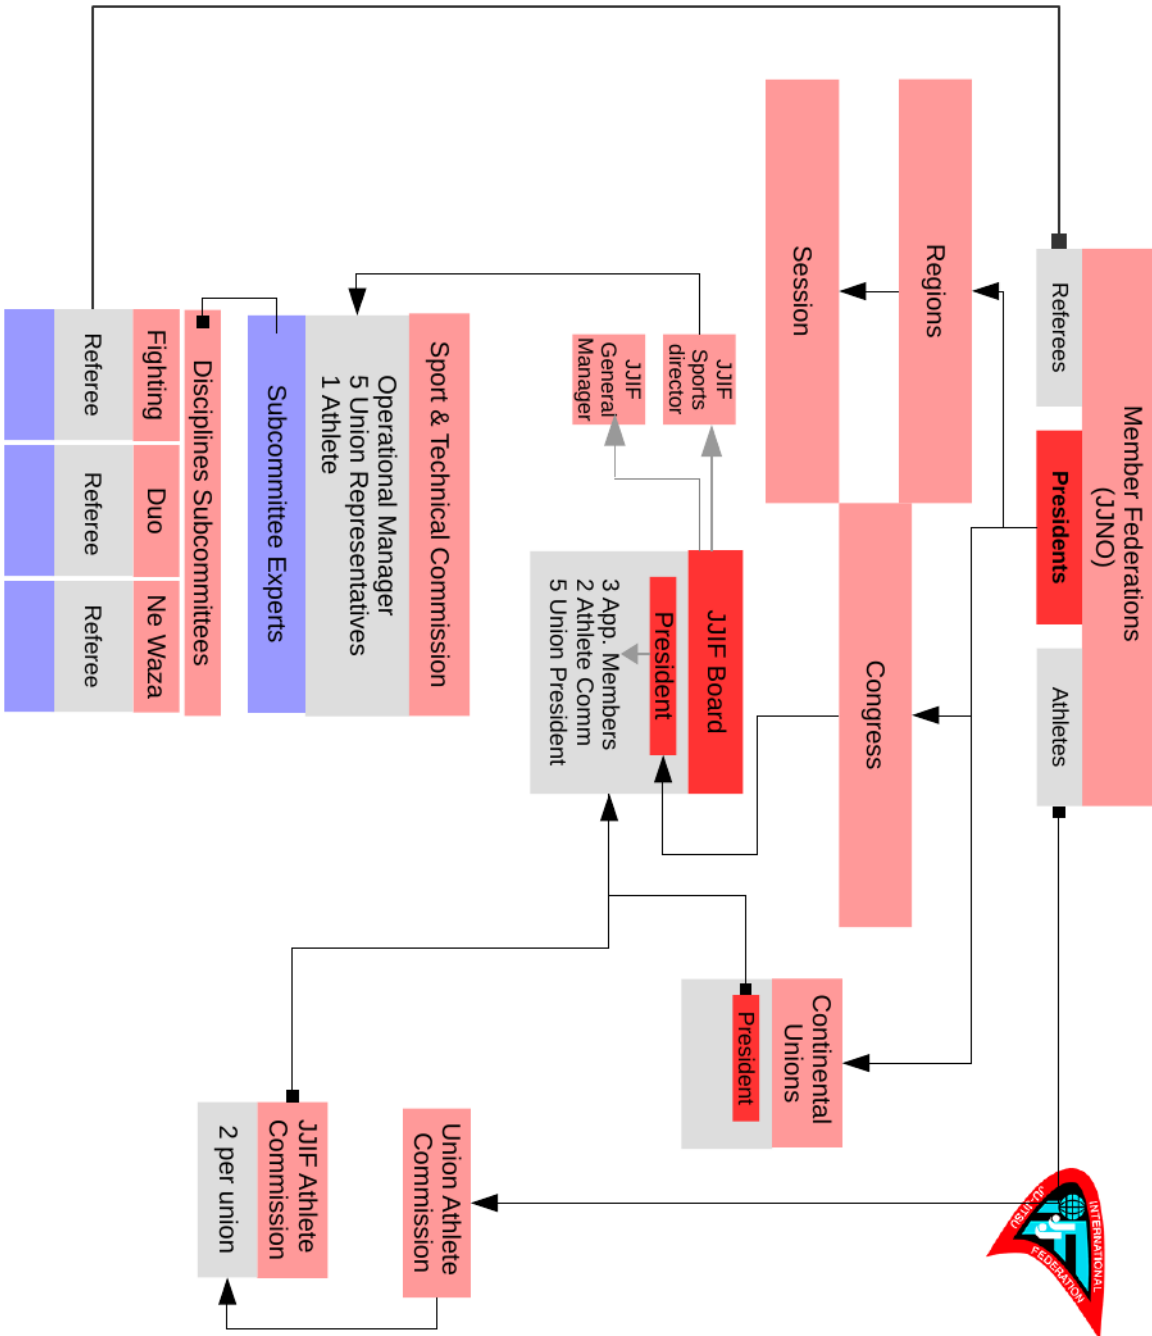 Member Federations
(JJNO)
Referees
Presidents
Athletes
INTERNATIONAL
FEDERATION
JU-JITSU
Regions
Session
Congress
Continental
Unions
President
JJIF
Sports
director
JJIF
General
Manager
JJIF Board
President
3 App. Members
2 Athlete Comm
5 Union President
Union Athlete
Commission
JJIF Athlete
Commission
2 per union
Sport & Technical Commission
Operational Manager
5 Union Representatives
1 Athlete
Subcommittee Experts
Disciplines Subcommittees
Fighting
Duo
Ne Waza
Referee
Referee
Referee